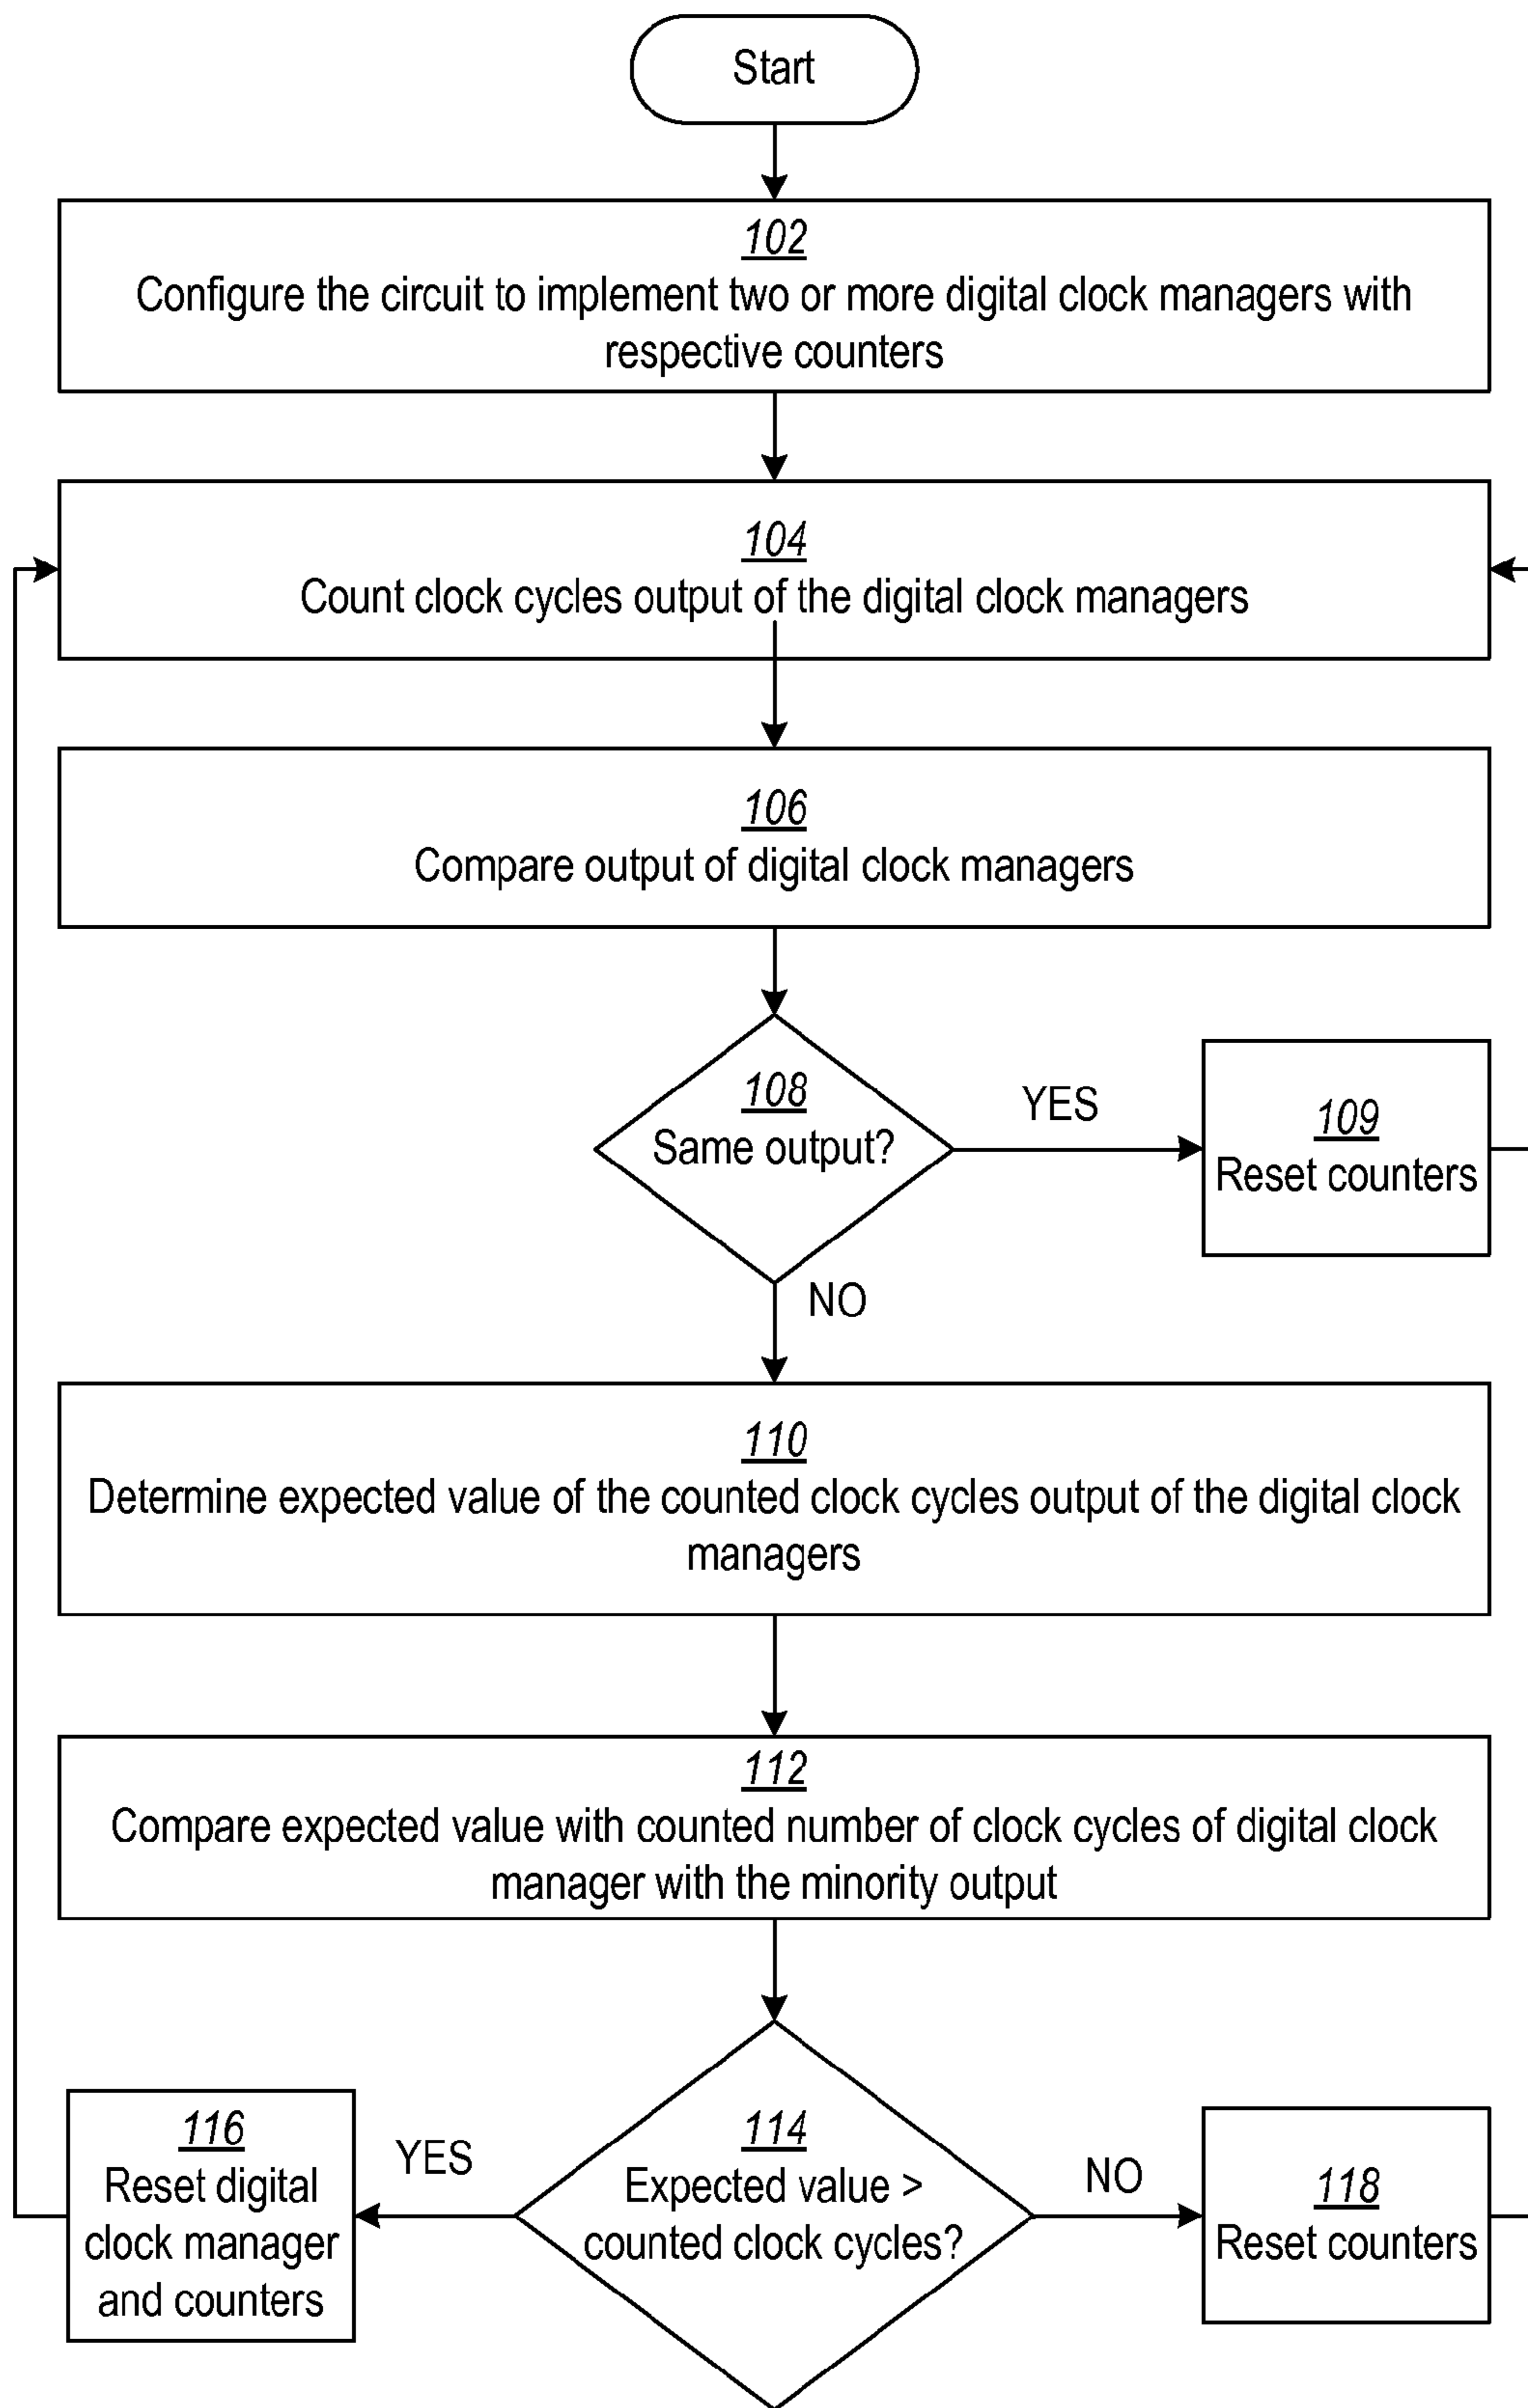 Start
102
Configure the circuit to implement two or more digital clock managers with
respective counters
104
Count clock cycles output of the digital clock managers
106
Compare output of digital clock managers
108
Same output?
YES
109
Reset counters
NO
110
Determine expected value of the counted clock cycles output of the digital clock
managers
112
Compare expected value with counted number of clock cycles of digital clock
manager with the minority output
116
Reset digital
clock manager
and counters
YES
114
Expected value >
counted clock cycles?
NO
118
Reset counters